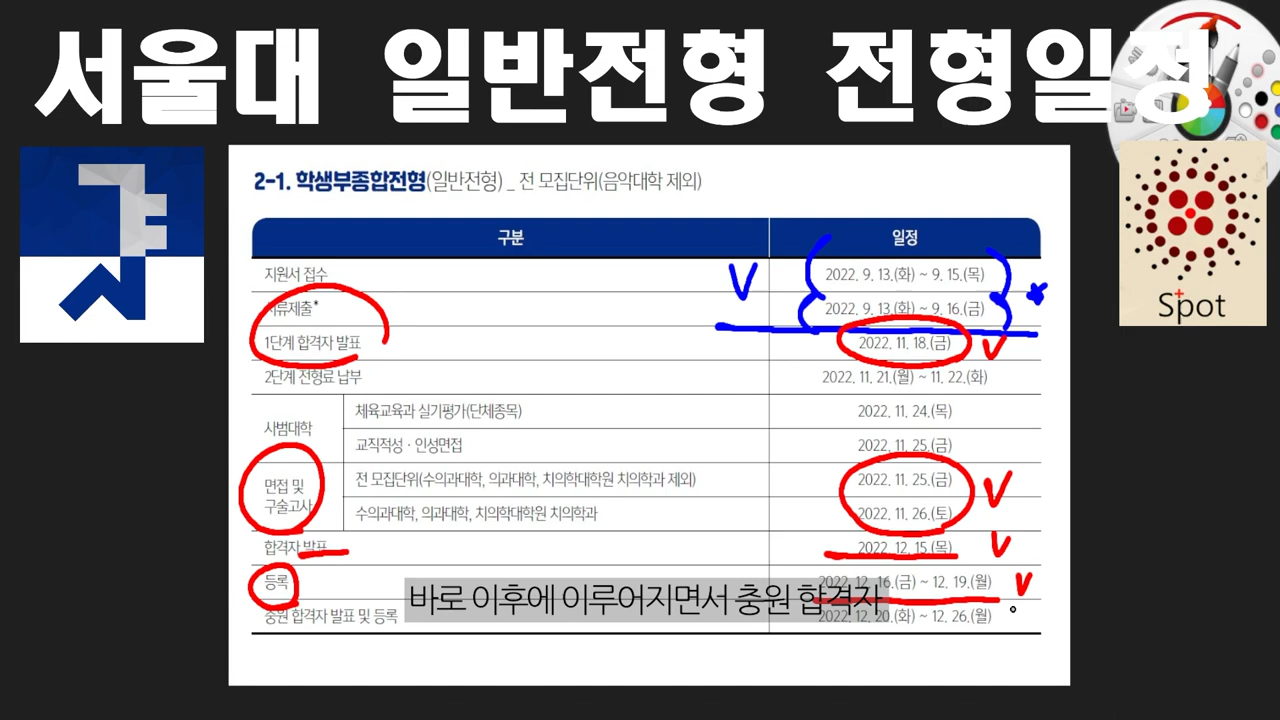 서울대 일반전형 전형일정
2-1. 학생부종합전형(일반전형) _ 전 모집단위(음악대학 제외)
구분 일정
지원서 접수 2022. 9. 13.(화) ~ 9. 15.(목)
서류제출* 2022. 9. 13.(화) ~ 9. 16.(금)
1단계 합격자 발표 2022. 11. 18.(금)
2단계 전형료 납부 2022. 11. 21.(월) ~ 11. 22.(화)
사범대학 체육교육과 실기평가(단체종목) 2022. 11. 24.(목)
교직적성 · 인성면접 2022. 11. 25.(금)
면접 및 구술고사 전 모집단위(수의과대학, 의과대학, 치의학대학원 치의학과 제외) 2022. 11. 25.(금)
수의과대학, 의과대학, 치의학대학원 치의학과 2022. 11. 26.(토)
합격자 발표 2022. 12. 15.(목)
등록 2022. 12. 16.(금) ~ 12. 19.(월)
바로 이후에 이루어지면서 충원 합격자
충원 합격자 발표 및 등록 2022. 12. 20.(화) ~ 12. 26.(월)
Spot